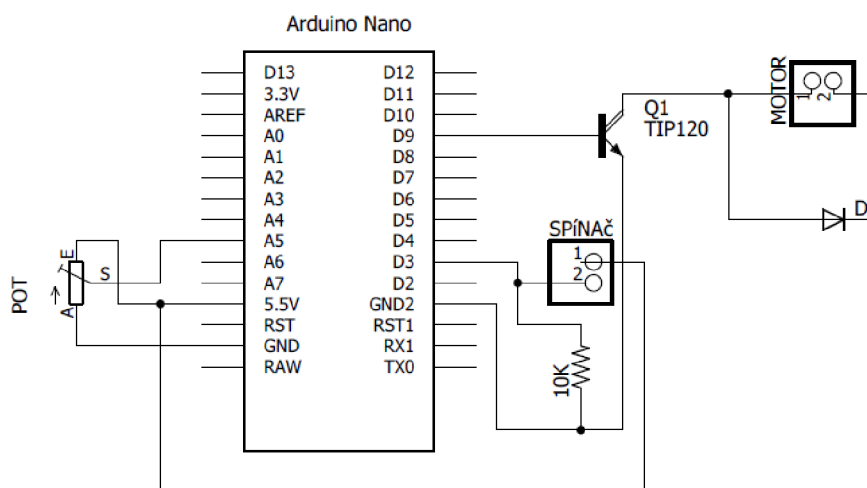 Arduino Nano
D13 D12
3.3V D11
AREF D10
A0 D9
A1 D8
A2 D7
A3 D6
A4 D5
A5 D4
A6 D3
A7 D2
5.5V GND2
RST RST1
GND RX1
RAW TX0
POT
E
S
A
Q1
TIP120
MOTOR
1
2
D
SPíNAč
1
2
10K